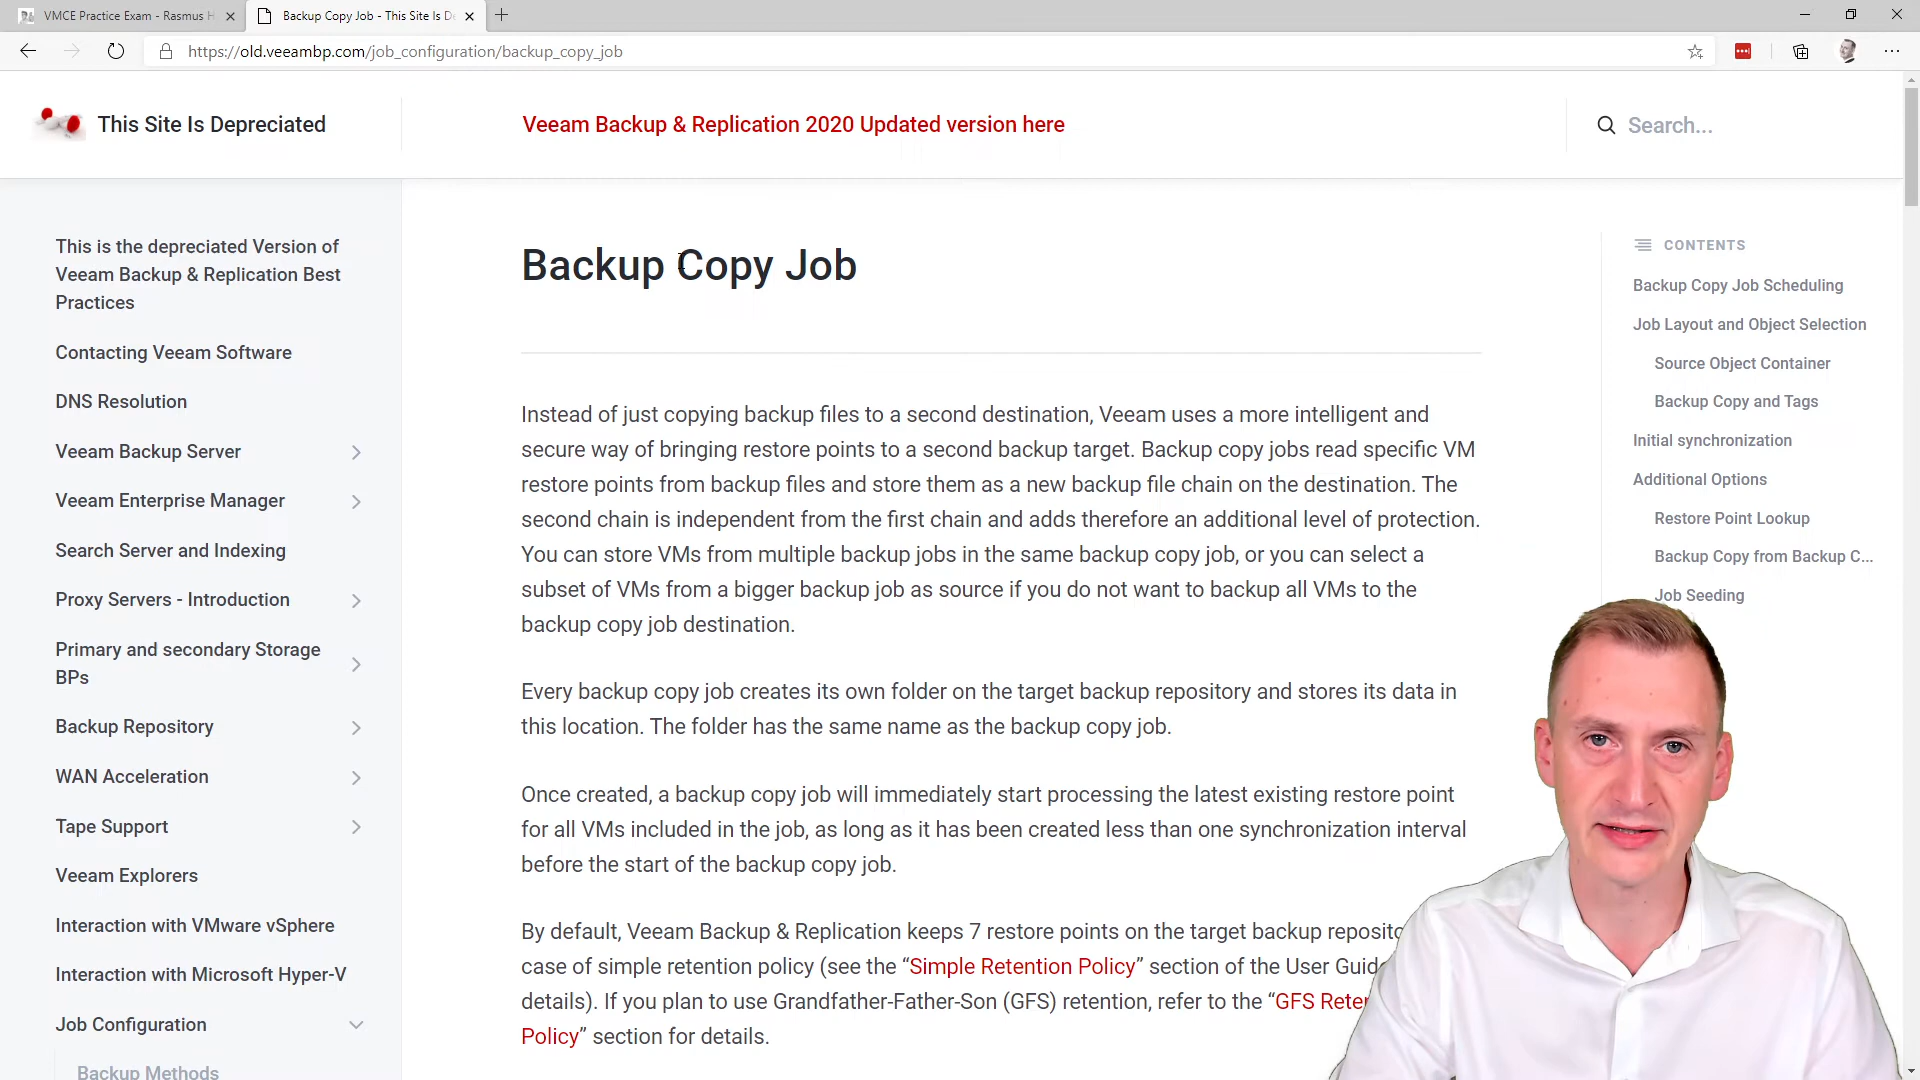 VMCE Practice Exam - Rasmus H
Backup Copy Job - This Site Is De
https://old.veeambp.com/job_configuration/backup_copy_job
This Site Is Depreciated
Veeam Backup & Replication 2020 Updated version here
Search...
This is the depreciated Version of
Veeam Backup & Replication Best
Practices
Contacting Veeam Software
DNS Resolution
Veeam Backup Server
Veeam Enterprise Manager
Search Server and Indexing
Proxy Servers - Introduction
Primary and secondary Storage
BPs
Backup Repository
WAN Acceleration
Tape Support
Veeam Explorers
Interaction with VMware vSphere
Interaction with Microsoft Hyper-V
Job Configuration
Backup Methods
Backup Copy Job
Instead of just copying backup files to a second destination, Veeam uses a more intelligent and
secure way of bringing restore points to a second backup target. Backup copy jobs read specific VM
restore points from backup files and store them as a new backup file chain on the destination. The
second chain is independent from the first chain and adds therefore an additional level of protection.
You can store VMs from multiple backup jobs in the same backup copy job, or you can select a
subset of VMs from a bigger backup job as source if you do not want to backup all VMs to the
backup copy job destination.
Every backup copy job creates its own folder on the target backup repository and stores its data in
this location. The folder has the same name as the backup copy job.
Once created, a backup copy job will immediately start processing the latest existing restore point
for all VMs included in the job, as long as it has been created less than one synchronization interval
before the start of the backup copy job.
By default, Veeam Backup & Replication keeps 7 restore points on the target backup reposito
case of simple retention policy (see the “Simple Retention Policy” section of the User Guid
details). If you plan to use Grandfather-Father-Son (GFS) retention, refer to the “GFS Reter
Policy” section for details.
CONTENTS
Backup Copy Job Scheduling
Job Layout and Object Selection
Source Object Container
Backup Copy and Tags
Initial synchronization
Additional Options
Restore Point Lookup
Backup Copy from Backup C...
Job Seeding